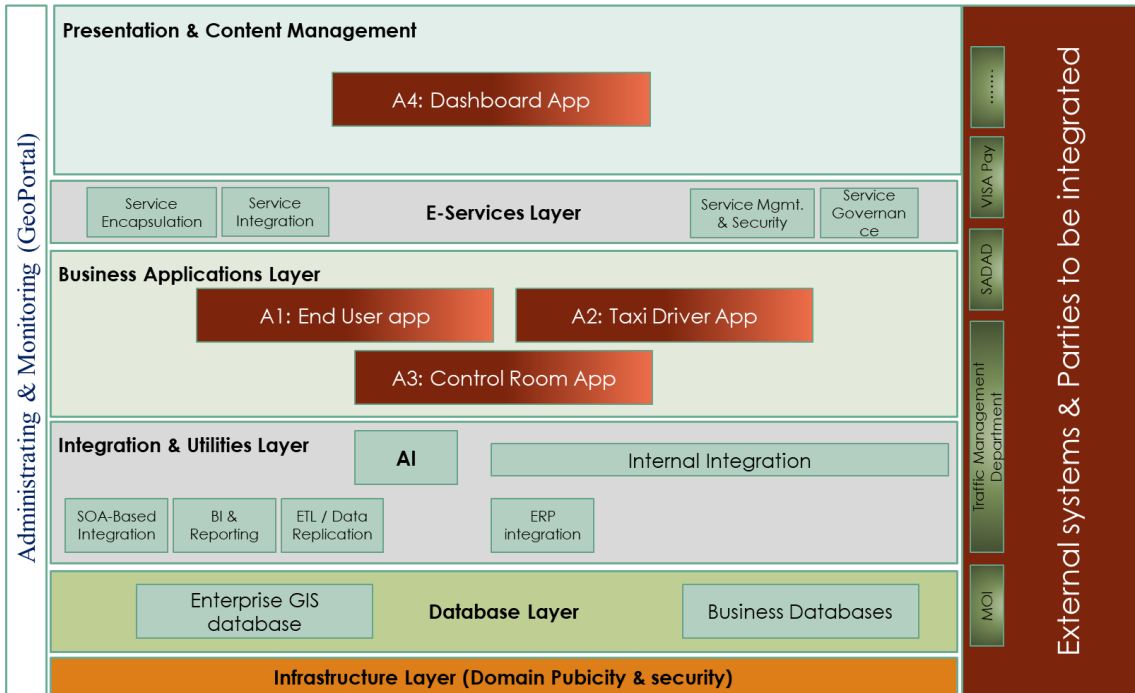 Administrating & Monitoring (GeoPortal)
Presentation & Content Management
A4: Dashboard App
Service
Encapsulation
Service
Integration
E-Services Layer
Service Mgmt.
& Security
Service
Governan
ce
Business Applications Layer
A1: End User app
A2: Taxi Driver App
A3: Control Room App
Integration & Utilities Layer
AI
Internal Integration
SOA-Based
Integration
BI &
Reporting
ETL / Data
Replication
ERP
integration
Enterprise GIS
database
Database Layer
Business Databases
Infrastructure Layer (Domain Pubicity & security)
.......
VISA Pay
SADAD
Traffic Management
Department
MOI
External systems & Parties to be integrated